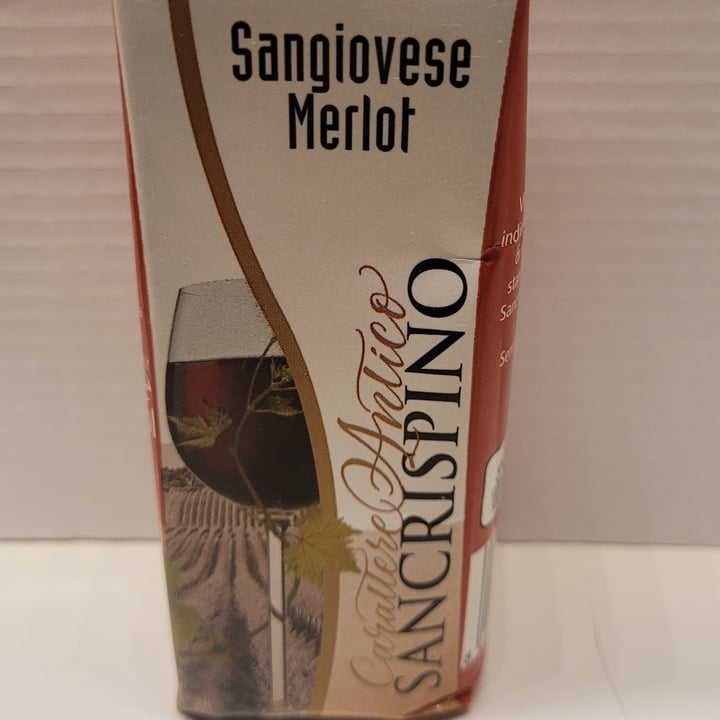 Sangiovese
Merlot
Carattere Antico
SANCRISPINO